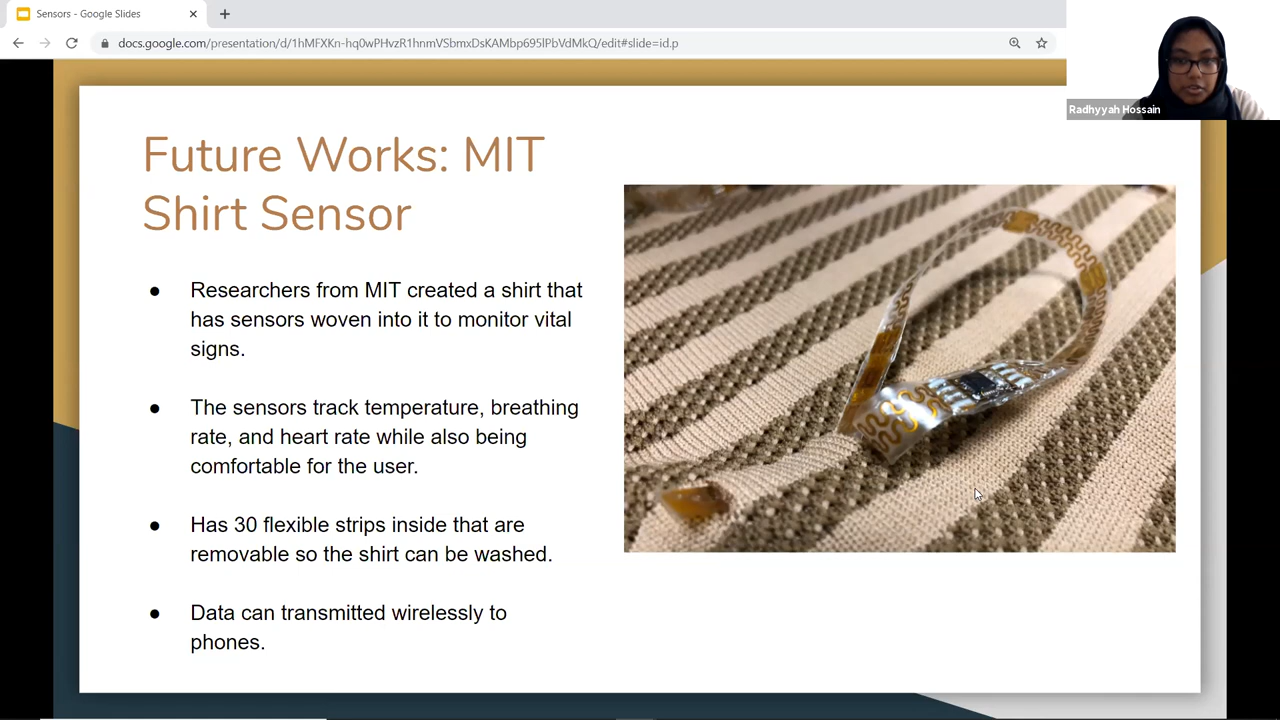 Sensors - Google Slides
docs.google.com/presentation/d/1hMFXKn-hq0wPHvzR1hnmVSbmxDsKAMbp695lPbVdMkQ/edit#slide=id.p
Radhyyah Hossain
Future Works: MIT
Shirt Sensor
● Researchers from MIT created a shirt that
has sensors woven into it to monitor vital
signs.
● The sensors track temperature, breathing
rate, and heart rate while also being
comfortable for the user.
● Has 30 flexible strips inside that are
removable so the shirt can be washed.
● Data can transmitted wirelessly to
phones.